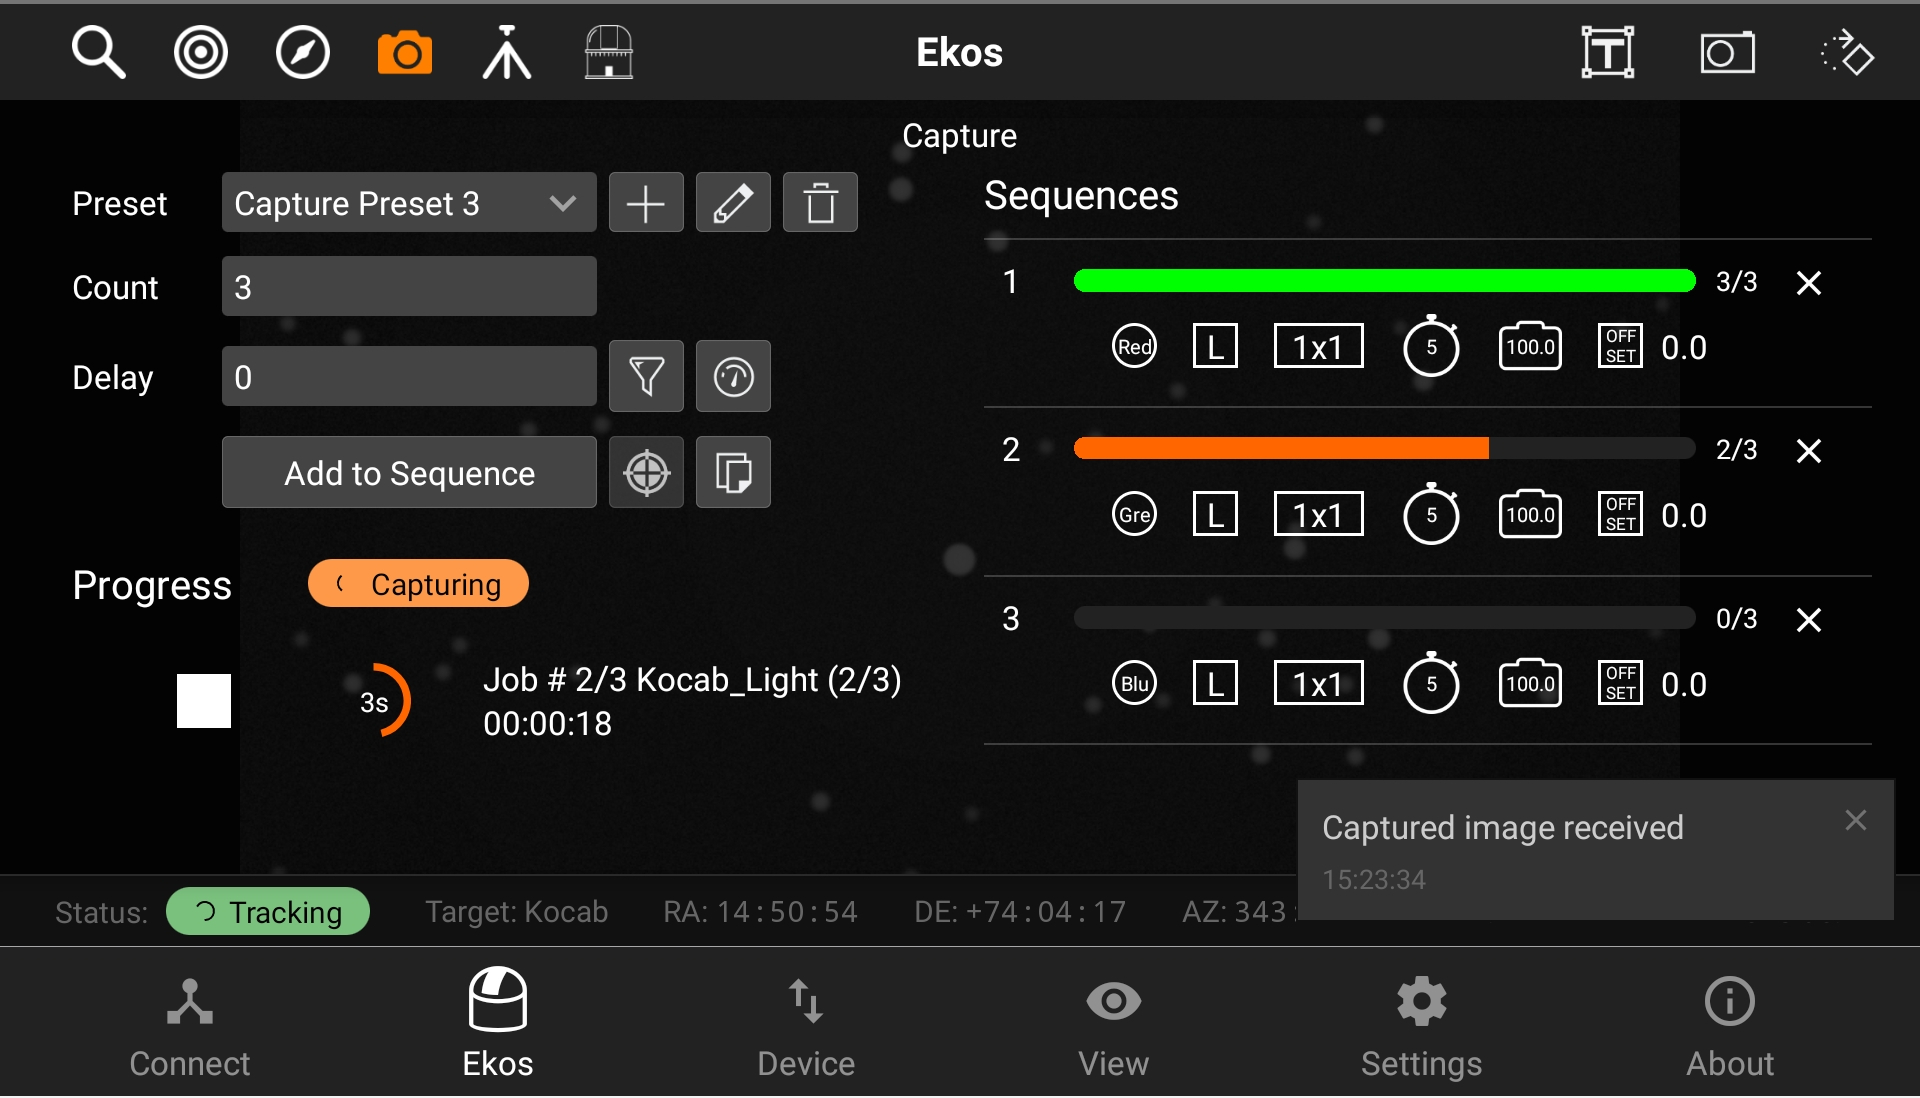 Ekos
T
Capture
Preset
Capture Preset 3
Count
3
Delay
0
Add to Sequence
Progress
Capturing
3s
Job # 2/3 Kocab_Light (2/3)
00:00:18
Sequences
1
3/3
Red
L
1x1
5
100.0
OFF
SET
0.0
2
2/3
Gre
L
1x1
5
100.0
OFF
SET
0.0
3
0/3
Blu
L
1x1
5
100.0
OFF
SET
0.0
Captured image received
15:23:34
Status: Tracking Target: Kocab RA: 14:50:54 DE: +74:04:17 AZ: 343:
Connect
Ekos
Device
View
Settings
About